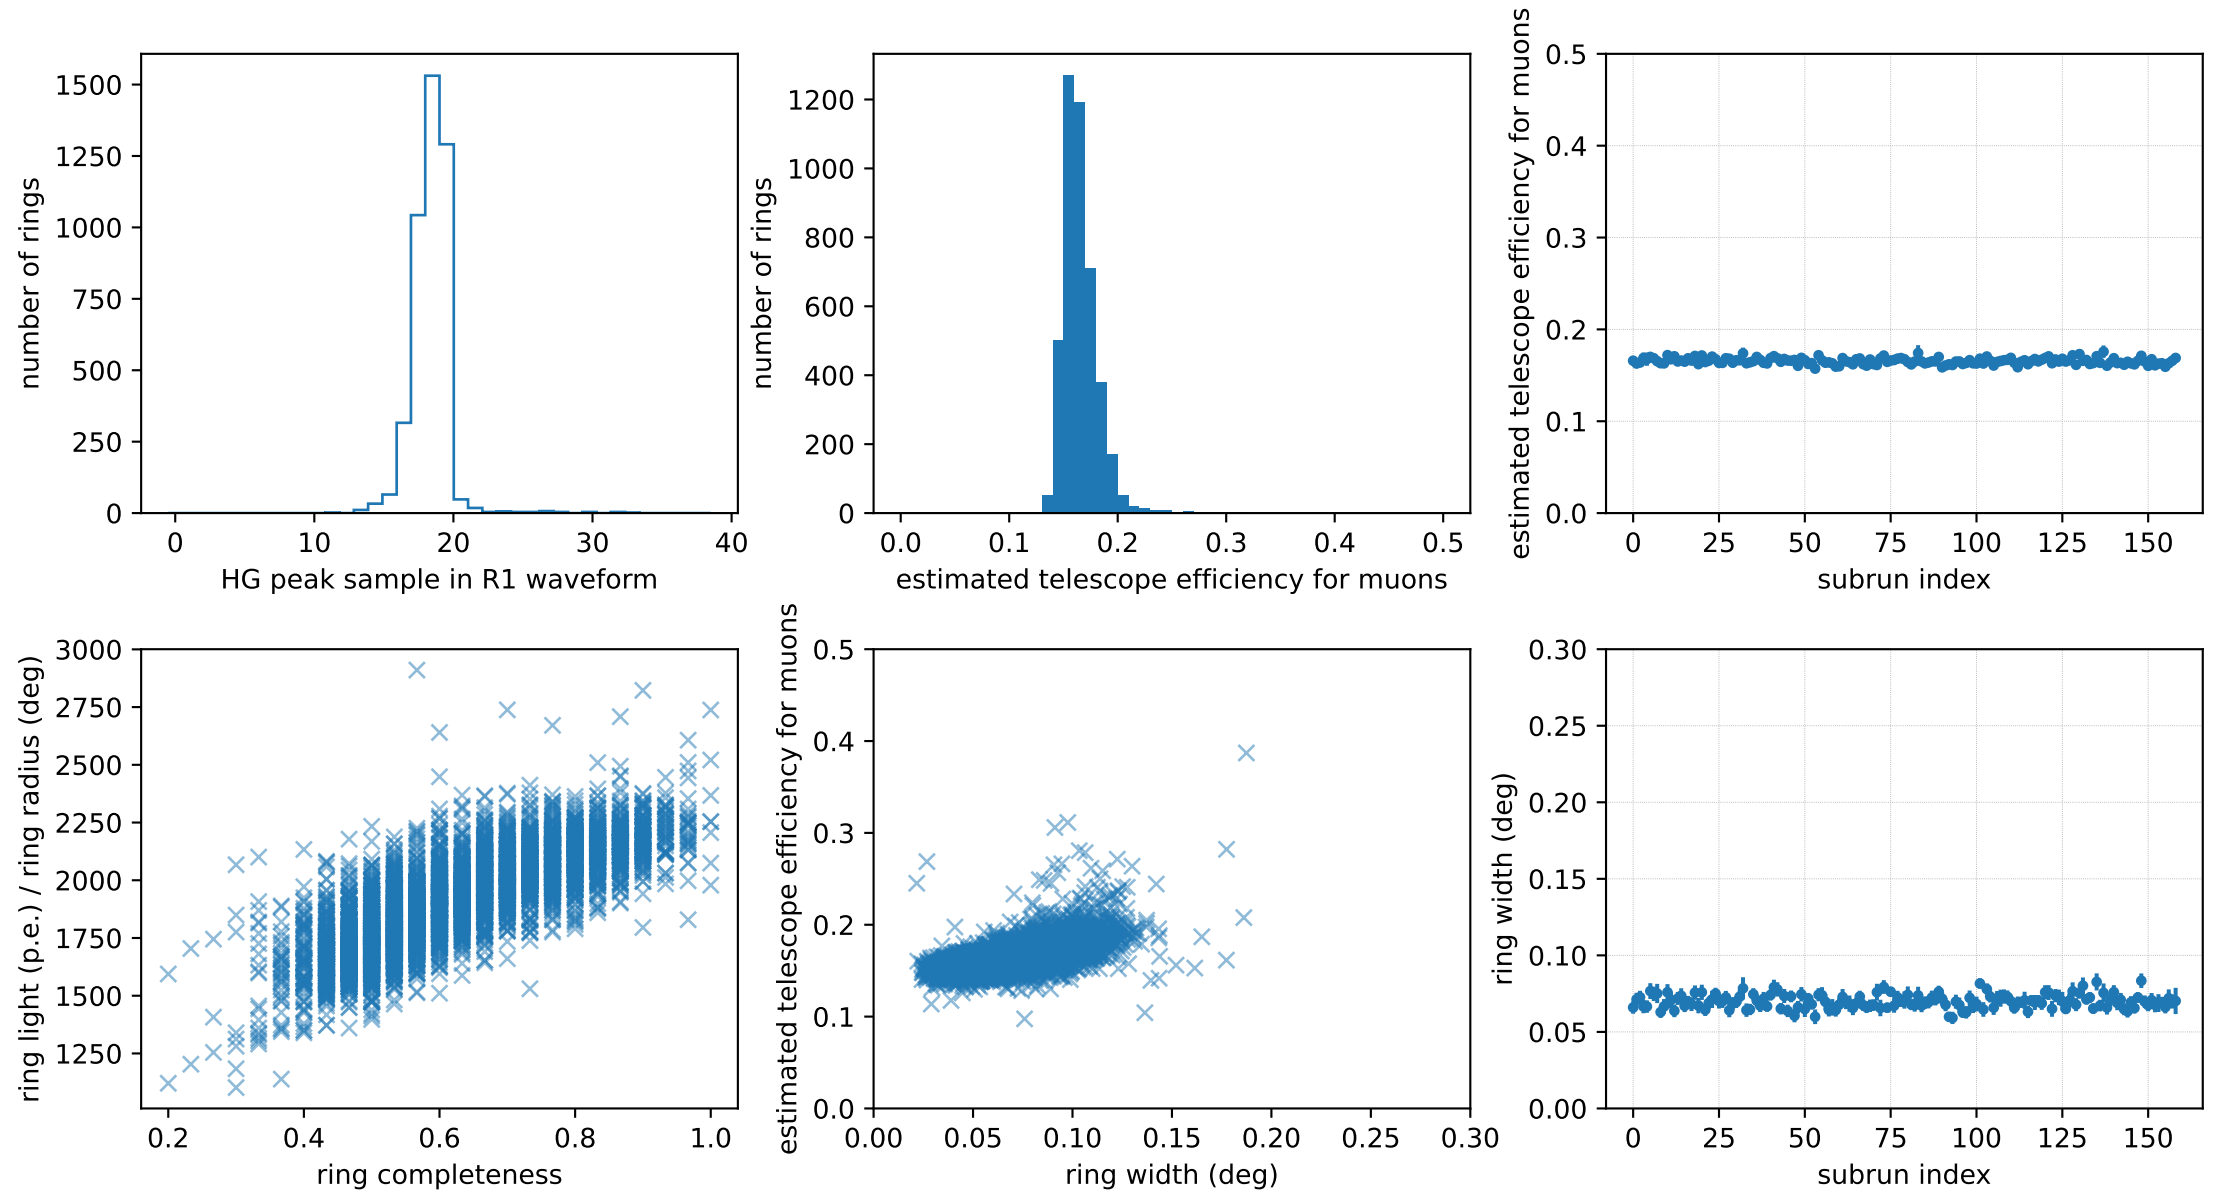 number of rings
1500
1250
1000
750
500
250
0
0 10 20 30 40
HG peak sample in R1 waveform
number of rings
1200
1000
800
600
400
200
0
0.0 0.1 0.2 0.3 0.4 0.5
estimated telescope efficiency for muons
estimated telescope efficiency for muons
0.5
0.4
0.3
0.2
0.1
0.0
0 25 50 75 100 125 150
subrun index
ring light (p.e.) / ring radius (deg)
3000
2750
2500
2250
2000
1750
1500
1250
0.2 0.4 0.6 0.8 1.0
ring completeness
estimated telescope efficiency for muons
0.5
0.4
0.3
0.2
0.1
0.0
0.00 0.05 0.10 0.15 0.20 0.25 0.30
ring width (deg)
ring width (deg)
0.30
0.25
0.20
0.15
0.10
0.05
0.00
0 25 50 75 100 125 150
subrun index